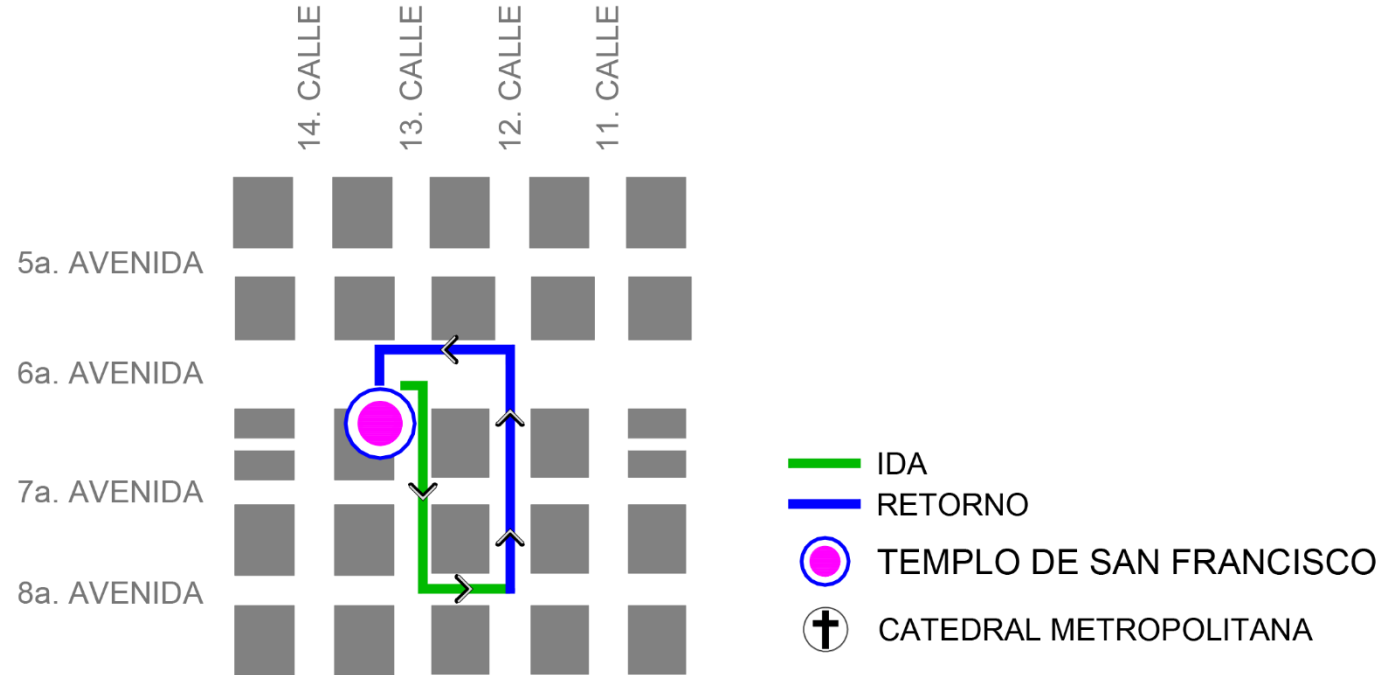 14. CALLE
13. CALLE
12. CALLE
11. CALLE
5a. AVENIDA
6a. AVENIDA
7a. AVENIDA
8a. AVENIDA
IDA
RETORNO
TEMPLO DE SAN FRANCISCO
CATEDRAL METROPOLITANA